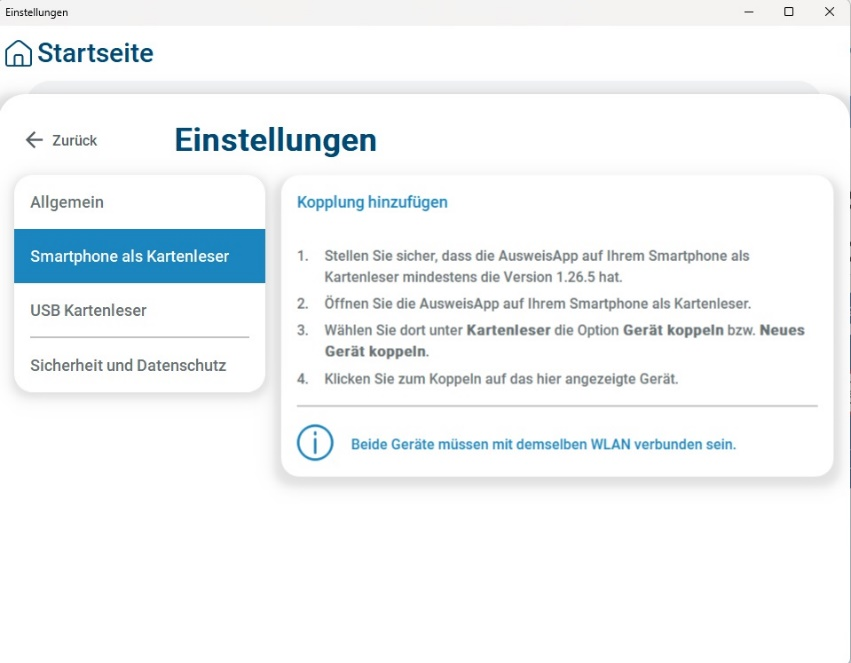 Einstellungen
Startseite
Zurück
Einstellungen
Allgemein
Smartphone als Kartenleser
USB Kartenleser
Sicherheit und Datenschutz
Kopplung hinzufügen
1. Stellen Sie sicher, dass die AusweisApp auf Ihrem Smartphone als
Kartenleser mindestens die Version 1.26.5 hat.
2. Öffnen Sie die AusweisApp auf Ihrem Smartphone als Kartenleser.
3. Wählen Sie dort unter Kartenleser die Option Gerät koppeln bzw. Neues
Gerät koppeln.
4. Klicken Sie zum Koppeln auf das hier angezeigte Gerät.
Beide Geräte müssen mit demselben WLAN verbunden sein.